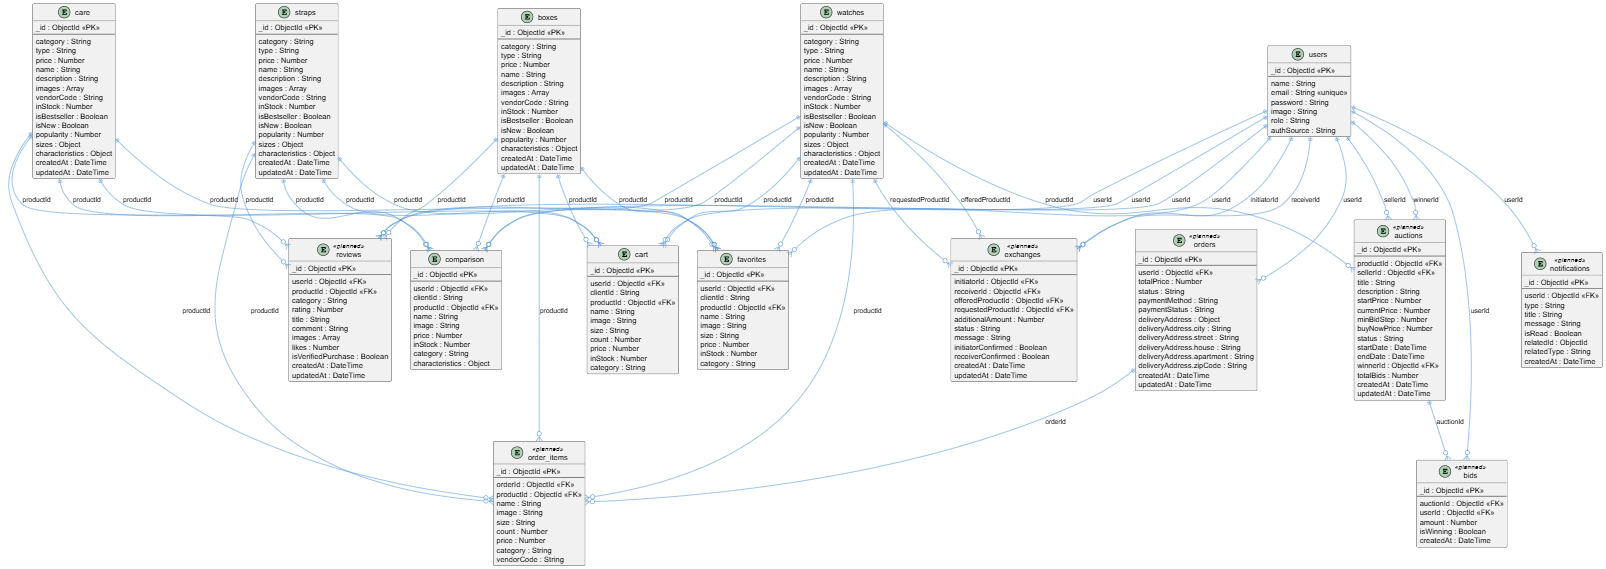 E care
_id : ObjectId «PK»
category : String
type : String
price : Number
name : String
description : String
images : Array
vendorCode : String
inStock : Number
isBestseller : Boolean
isNew : Boolean
popularity : Number
sizes : Object
characteristics : Object
createdAt : DateTime
updatedAt : DateTime
E straps
_id : ObjectId «PK»
category : String
type : String
price : Number
name : String
description : String
images : Array
vendorCode : String
inStock : Number
isBestseller : Boolean
isNew : Boolean
popularity : Number
sizes : Object
characteristics : Object
createdAt : DateTime
updatedAt : DateTime
E boxes
_id : ObjectId «PK»
category : String
type : String
price : Number
name : String
description : String
images : Array
vendorCode : String
inStock : Number
isBestseller : Boolean
isNew : Boolean
popularity : Number
characteristics : Object
createdAt : DateTime
updatedAt : DateTime
E watches
_id : ObjectId «PK»
category : String
type : String
price : Number
name : String
description : String
images : Array
vendorCode : String
inStock : Number
isBestseller : Boolean
isNew : Boolean
popularity : Number
sizes : Object
characteristics : Object
createdAt : DateTime
updatedAt : DateTime
E users
_id : ObjectId «PK»
name : String
email : String «unique»
password : String
image : String
role : String
authSource : String
productId
productId
productId
productId
productId
productId
productId
productId
productId
productId
productId
productId
productId
productId
requestedProductId
offeredProductId
productId
userId
userId
userId
userId
initiatorId
receiverId
userId
sellerId
winnerId
userId
«planned»
E reviews
_id : ObjectId «PK»
userId : ObjectId «FK»
productId : ObjectId «FK»
category : String
rating : Number
title : String
comment : String
images : Array
likes : Number
isVerifiedPurchase : Boolean
createdAt : DateTime
updatedAt : DateTime
E comparison
_id : ObjectId «PK»
userId : ObjectId «FK»
clientId : String
productId : ObjectId «FK»
name : String
image : String
price : Number
inStock : Number
category : String
characteristics : Object
E cart
_id : ObjectId «PK»
userId : ObjectId «FK»
clientId : String
productId : ObjectId «FK»
name : String
image : String
size : String
count : Number
price : Number
inStock : Number
category : String
E favorites
_id : ObjectId «PK»
userId : ObjectId «FK»
clientId : String
productId : ObjectId «FK»
name : String
image : String
size : String
price : Number
inStock : Number
category : String
«planned»
E exchanges
_id : ObjectId «PK»
initiatorId : ObjectId «FK»
receiverId : ObjectId «FK»
offeredProductId : ObjectId «FK»
requestedProductId : ObjectId «FK»
additionalAmount : Number
status : String
message : String
initiatorConfirmed : Boolean
receiverConfirmed : Boolean
createdAt : DateTime
updatedAt : DateTime
«planned»
E orders
_id : ObjectId «PK»
userId : ObjectId «FK»
totalPrice : Number
status : String
paymentMethod : String
paymentStatus : String
deliveryAddress : Object
deliveryAddress.city : String
deliveryAddress.street : String
deliveryAddress.house : String
deliveryAddress.apartment : String
deliveryAddress.zipCode : String
createdAt : DateTime
updatedAt : DateTime
«planned»
E auctions
_id : ObjectId «PK»
productId : ObjectId «FK»
sellerId : ObjectId «FK»
title : String
description : String
startPrice : Number
currentPrice : Number
minBidStep : Number
buyNowPrice : Number
status : String
startDate : DateTime
endDate : DateTime
winnerId : ObjectId «FK»
totalBids : Number
createdAt : DateTime
updatedAt : DateTime
«planned»
E notifications
_id : ObjectId «PK»
userId : ObjectId «FK»
type : String
title : String
message : String
isRead : Boolean
relatedId : ObjectId
relatedType : String
createdAt : DateTime
productId
productId
productId
userId
orderId
auctionId
«planned»
E order_items
_id : ObjectId «PK»
orderId : ObjectId «FK»
productId : ObjectId «FK»
name : String
image : String
size : String
count : Number
price : Number
category : String
vendorCode : String
«planned»
E bids
_id : ObjectId «PK»
auctionId : ObjectId «FK»
userId : ObjectId «FK»
amount : Number
isWinning : Boolean
createdAt : DateTime